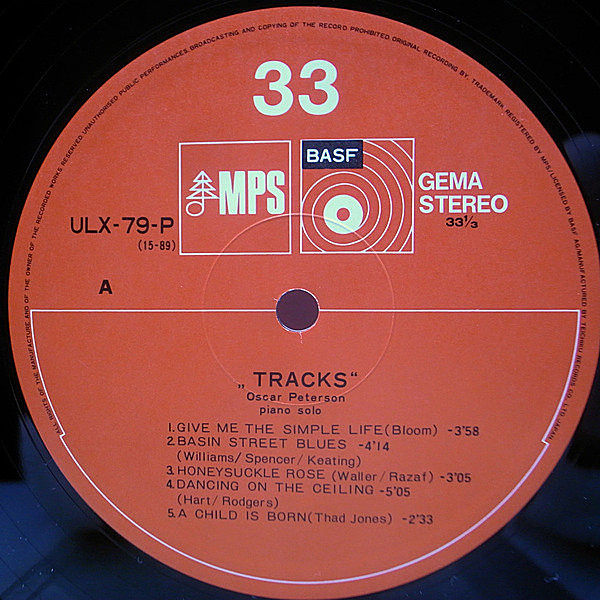 ALL RIGHTS OF THE MANUFACTURE AND OF THE OWNER OF THE RECORDED WORKS RESERVED, UNAUTHORISED PUBLIC PERFORMANCES, BROADCASTING AND COPYING OF THE RECORD PROHIBITED, ORIGINAL RECORDING BY, TRADEMARK REGISTERED BY MPS/LICENSED BY BASF AG/MANUFACTURED BY TEICHIKU RECORDS CO. LTD. JAPAN.
33
MPS
BASF
GEMA
STEREO
33 1/3
ULX-79-P
(15-89)
A
„TRACKS“
Oscar Peterson
piano solo
1.GIVE ME THE SIMPLE LIFE(Bloom) -3'58
2.BASIN STREET BLUES -4'14
(Williams/Spencer/Keating)
3.HONEYSUCKLE ROSE (Waller/Razaf) -3'05
4.DANCING ON THE CEILING -5'05
(Hart/Rodgers)
5.A CHILD IS BORN(Thad Jones) -2'33